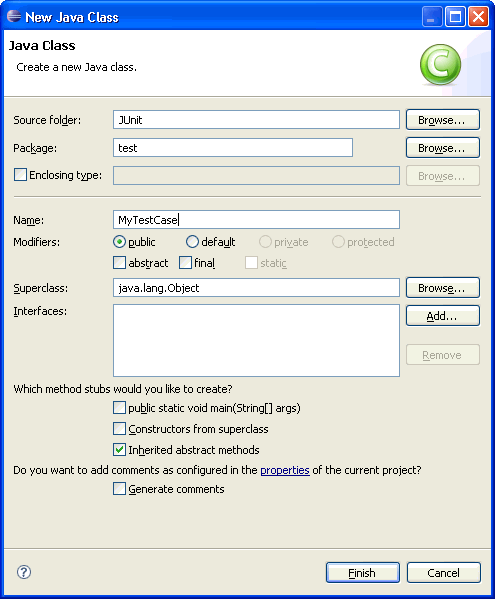 New Java Class
Java Class
Create a new Java class.
C
Source folder: JUnit Browse...
Package: test Browse...
Enclosing type: Browse...
Name: MyTestCase
Modifiers: public default private protected
abstract final static
Superclass: java.lang.Object Browse...
Interfaces: Add...
Remove
Which method stubs would you like to create?
public static void main(String[] args)
Constructors from superclass
Inherited abstract methods
Do you want to add comments as configured in the properties of the current project?
Generate comments
? Finish Cancel